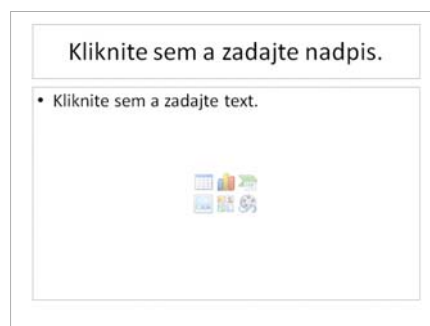 Kliknite sem a zadajte nadpis.
• Kliknite sem a zadajte text.